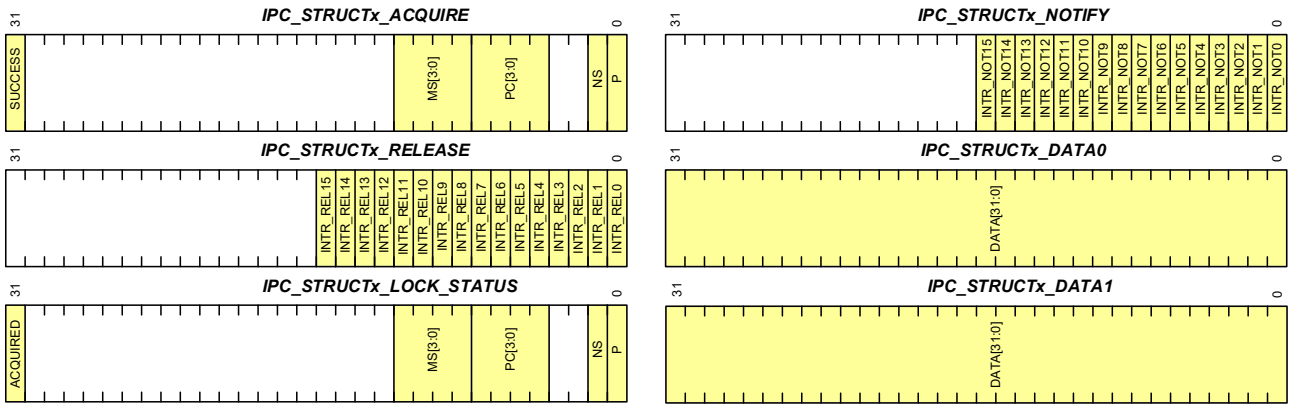 IPC_STRUCTx_ACQUIRE
31
0
SUCCESS
MS[3:0]
PC[3:0]
NS
P
IPC_STRUCTx_NOTIFY
31
0
INTR_NOT15
INTR_NOT14
INTR_NOT13
INTR_NOT12
INTR_NOT11
INTR_NOT10
INTR_NOT9
INTR_NOT8
INTR_NOT7
INTR_NOT6
INTR_NOT5
INTR_NOT4
INTR_NOT3
INTR_NOT2
INTR_NOT1
INTR_NOT0
IPC_STRUCTx_RELEASE
31
0
INTR_REL15
INTR_REL14
INTR_REL13
INTR_REL12
INTR_REL11
INTR_REL10
INTR_REL9
INTR_REL8
INTR_REL7
INTR_REL6
INTR_REL5
INTR_REL4
INTR_REL3
INTR_REL2
INTR_REL1
INTR_REL0
IPC_STRUCTx_DATA0
31
0
DATA[31:0]
IPC_STRUCTx_LOCK_STATUS
31
0
ACQUIRED
MS[3:0]
PC[3:0]
NS
P
IPC_STRUCTx_DATA1
31
0
DATA[31:0]